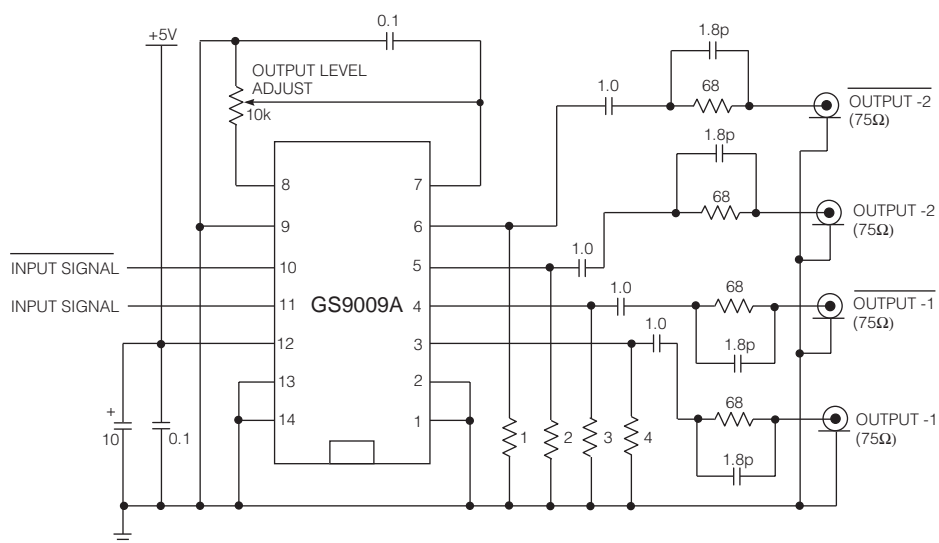 0.1
+5V
1.8p
OUTPUT LEVEL
ADJUST
10k
1.0
68
OUTPUT -2
(75Ω)
1.8p
8
7
68
OUTPUT -2
(75Ω)
9
6
1.0
INPUT SIGNAL
10
5
INPUT SIGNAL
11
GS9009A
4
1.0
68
OUTPUT -1
(75Ω)
12
3
1.0
1.8p
13
2
68
+
10
0.1
14
1
OUTPUT -1
(75Ω)
1
2
3
4
1.8p